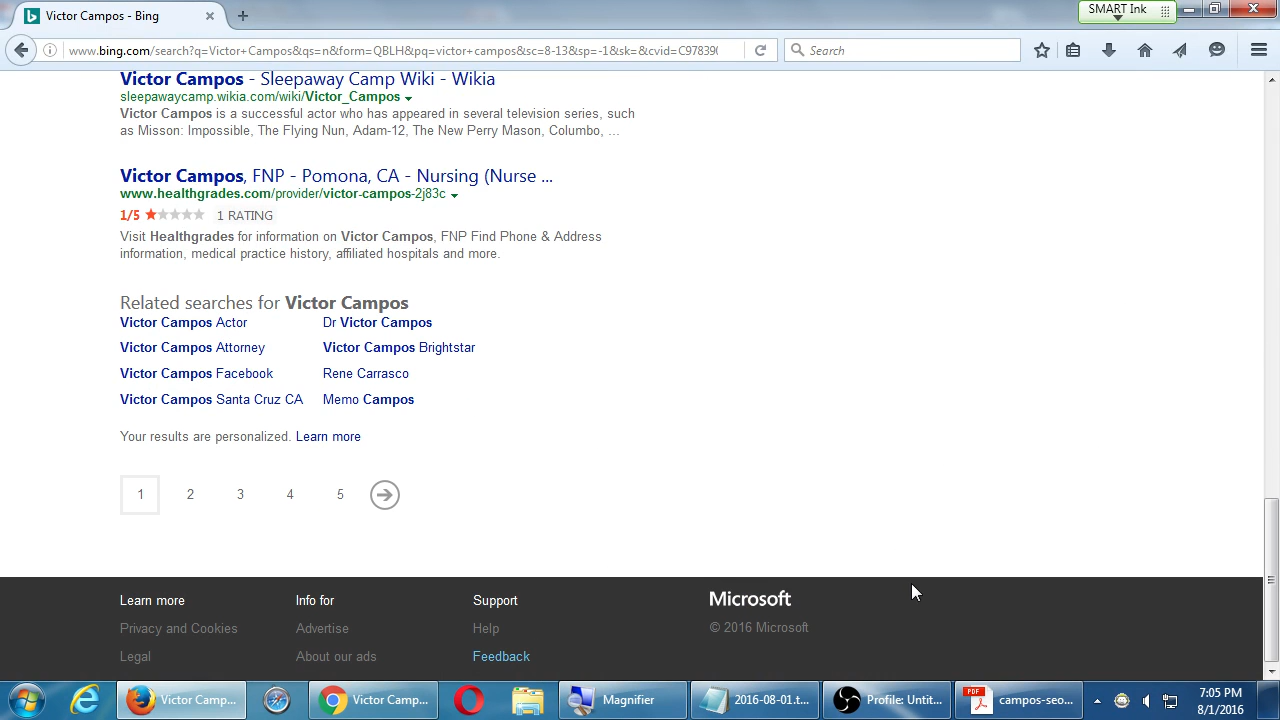 Victor Campos - Bing
SMART Ink
www.bing.com/search?q=Victor+Campos&qs=n&form=QBLH&pq=victor+campos&sc=8-13&sp=-1&sk=&cvid=C97839
Search
Victor Campos - Sleepaway Camp Wiki - Wikia
sleepawaycamp.wikia.com/wiki/Victor_Campos
Victor Campos is a successful actor who has appeared in several television series, such
as Misson: Impossible, The Flying Nun, Adam-12, The New Perry Mason, Columbo, ...
Victor Campos, FNP - Pomona, CA - Nursing (Nurse ...
www.healthgrades.com/provider/victor-campos-2j83c
1/5 1 RATING
Visit Healthgrades for information on Victor Campos, FNP Find Phone & Address
information, medical practice history, affiliated hospitals and more.
Related searches for Victor Campos
Victor Campos Actor Dr Victor Campos
Victor Campos Attorney Victor Campos Brightstar
Victor Campos Facebook Rene Carrasco
Victor Campos Santa Cruz CA Memo Campos
Your results are personalized. Learn more
1 2 3 4 5
Learn more Info for Support Microsoft
Privacy and Cookies Advertise Help © 2016 Microsoft
Legal About our ads Feedback
Victor Camp... Victor Camp... Magnifier 2016-08-01.t... Profile: Untit... PDF campos-seo...
7:05 PM
8/1/2016